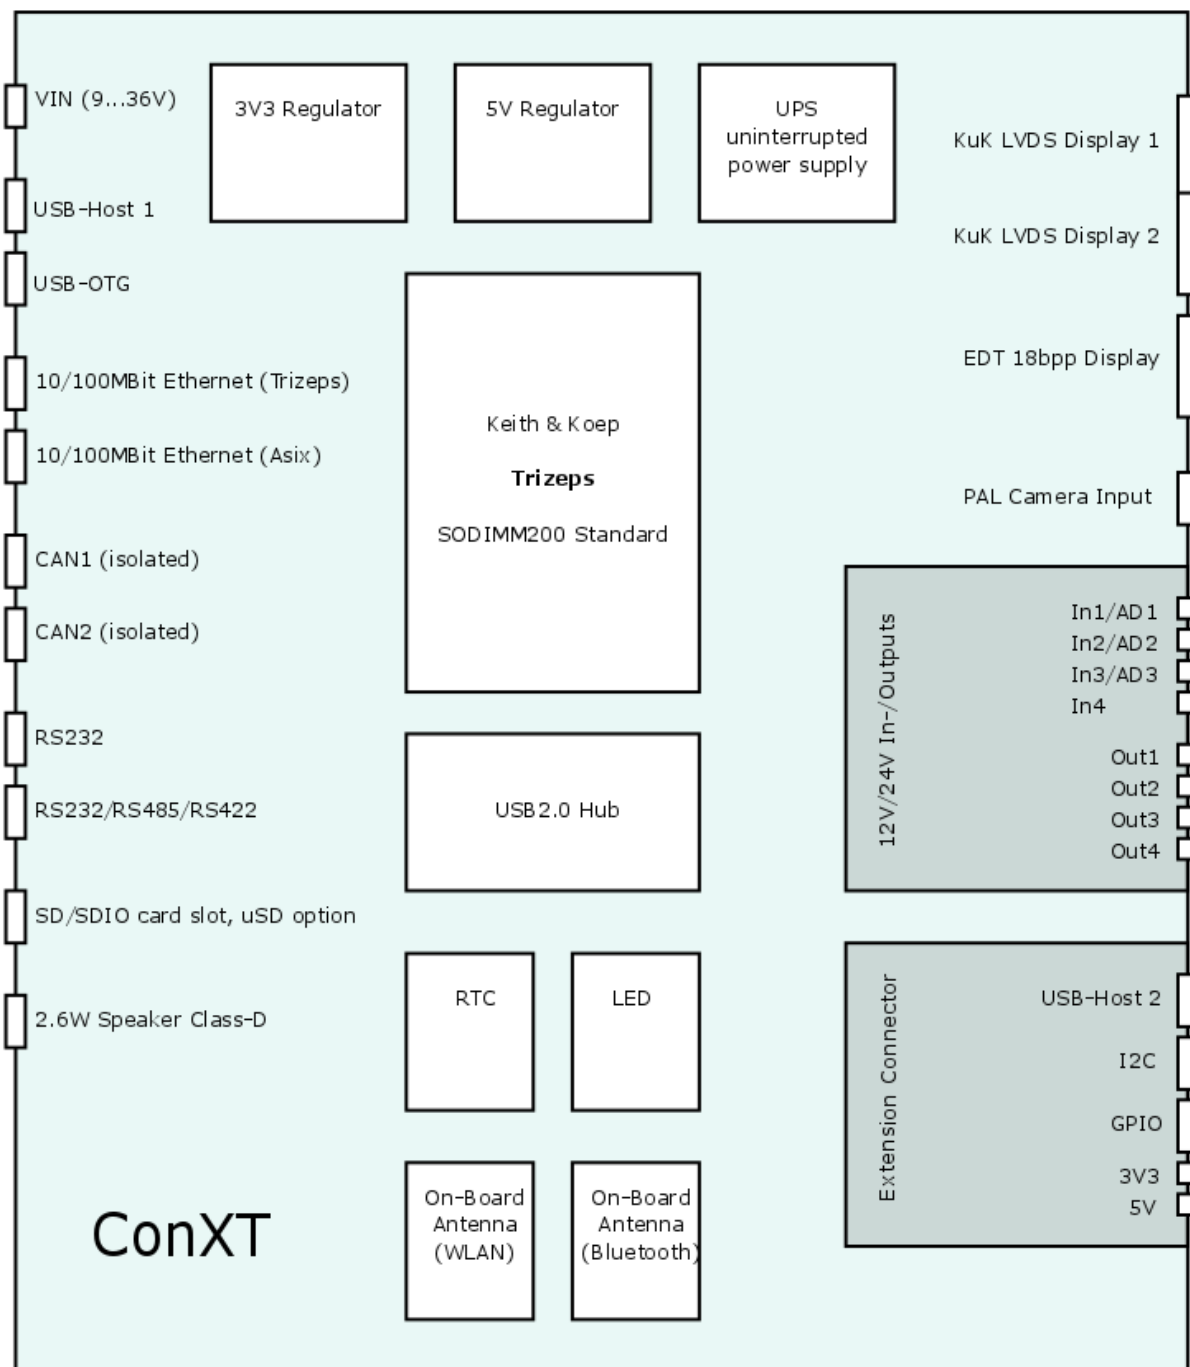 VIN (9...36V)
USB-Host 1
USB-OTG
10/100MBit Ethernet (Trizeps)
10/100MBit Ethernet (Asix)
CAN1 (isolated)
CAN2 (isolated)
RS232
RS232/RS485/RS422
SD/SDIO card slot, uSD option
2.6W Speaker Class-D
ConXT
3V3 Regulator
5V Regulator
UPS
uninterrupted
power supply
Keith & Koep
Trizeps
SODIMM200 Standard
USB2.0 Hub
RTC
LED
On-Board
Antenna
(WLAN)
On-Board
Antenna
(Bluetooth)
KuK LVDS Display 1
KuK LVDS Display 2
EDT 18bpp Display
PAL Camera Input
12V/24V In-/Outputs
In1/AD1
In2/AD2
In3/AD3
In4
Out1
Out2
Out3
Out4
Extension Connector
USB-Host 2
I2C
GPIO
3V3
5V